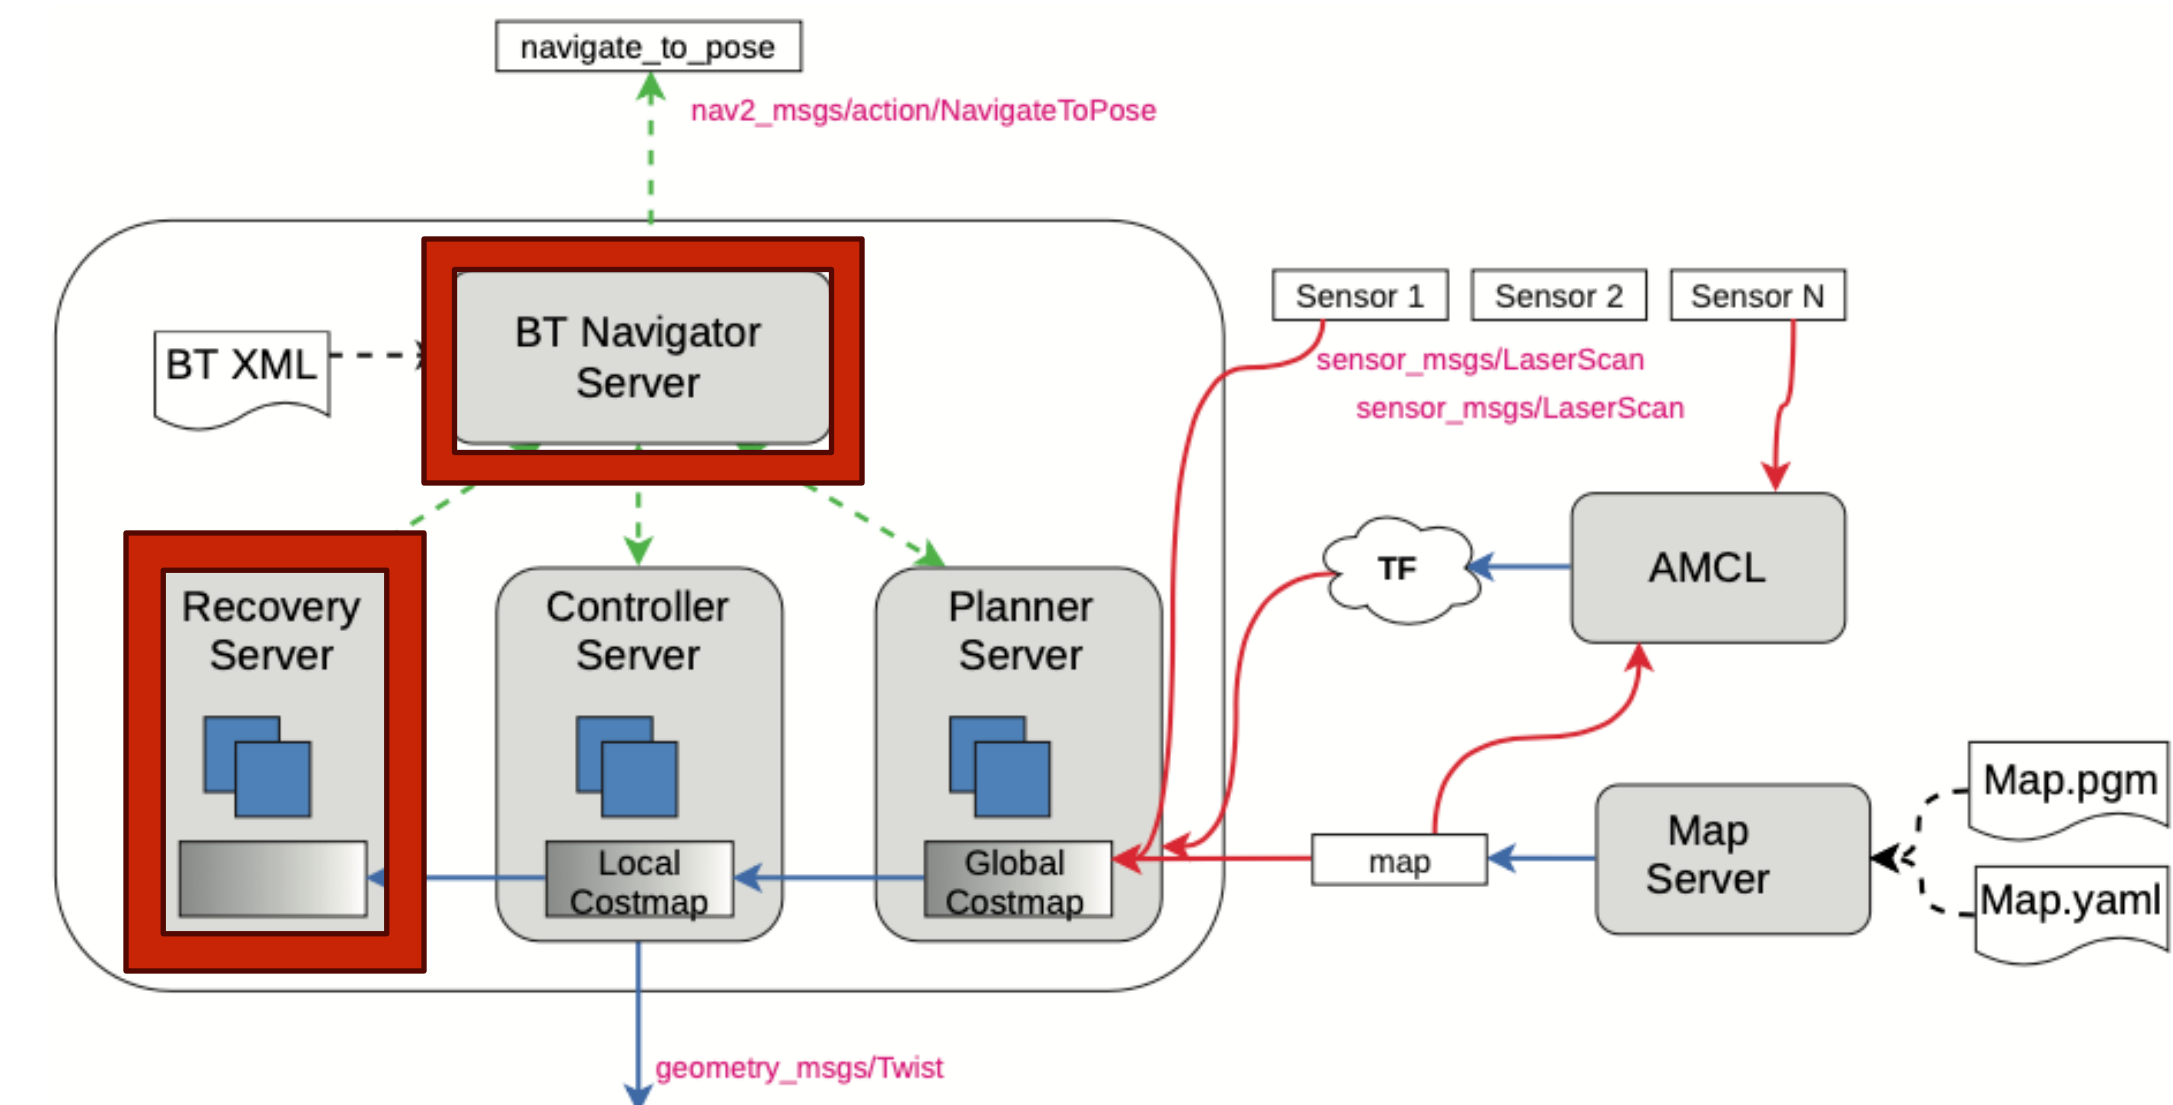 navigate_to_pose
nav2_msgs/action/NavigateToPose
BT Navigator
Server
BT XML
Sensor 1
Sensor 2
Sensor N
sensor_msgs/LaserScan
sensor_msgs/LaserScan
Recovery
Server
Controller
Server
Planner
Server
TF
AMCL
Local
Costmap
Global
Costmap
map
Map
Server
Map.pgm
Map.yaml
geometry_msgs/Twist